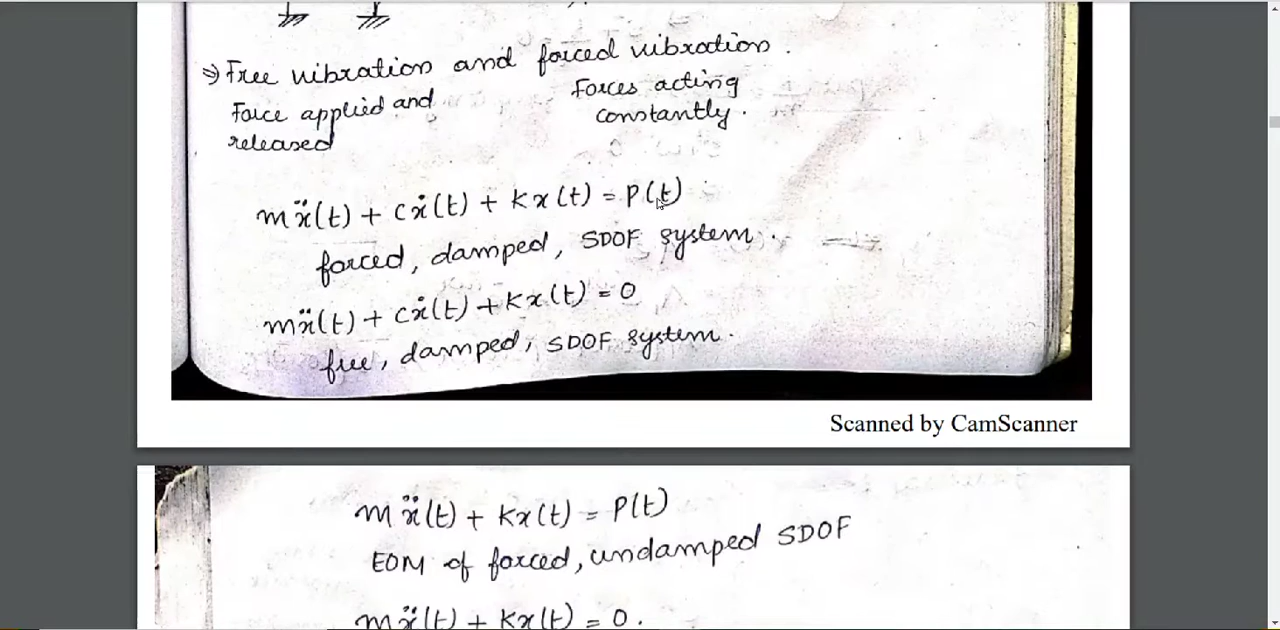 ⇒ Free vibration and forced vibration.
Force applied and released
Forces acting constantly.
mẍ(t) + cẋ(t) + kx(t) = P(t)
forced, damped, SDOF system.
mẍ(t) + cẋ(t) + kx(t) = 0
free, damped, SDOF system.
Scanned by CamScanner
mẍ(t) + kx(t) = P(t)
EOM of forced, undamped SDOF
mẍ(t) + kx(t) = 0.